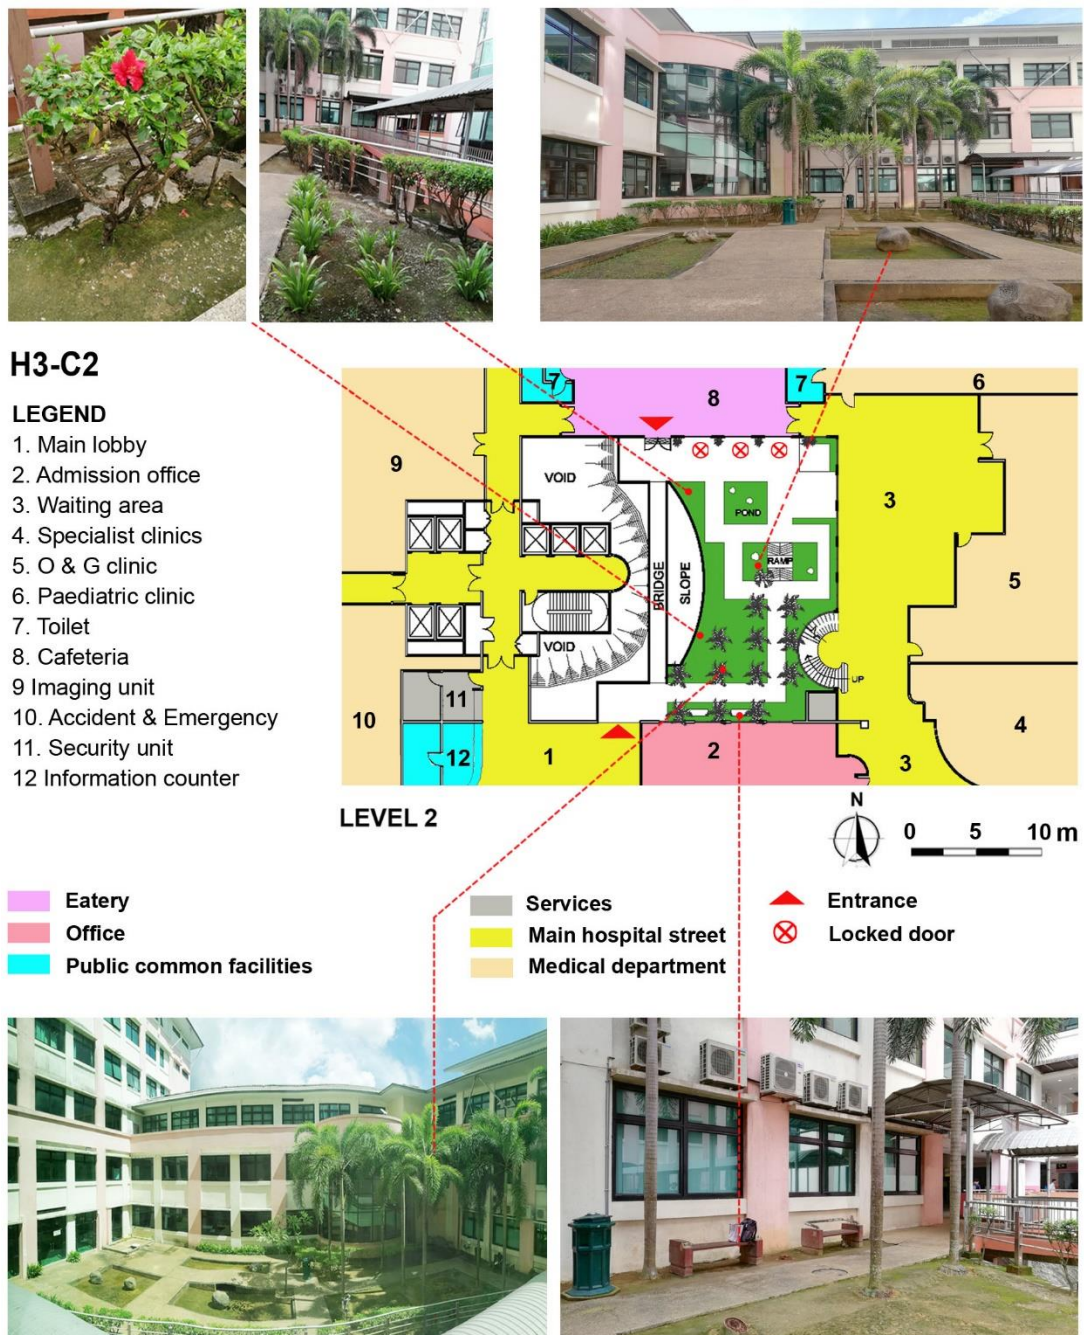 H3-C2
LEGEND
1. Main lobby
2. Admission office
3. Waiting area
4. Specialist clinics
5. O & G clinic
6. Paediatric clinic
7. Toilet
8. Cafeteria
9 Imaging unit
10. Accident & Emergency
11. Security unit
12 Information counter
7
8
7
6
9
VOID
3
POND
RAMP
BRIDGE
SLOPE
5
VOID
UP
11
10
12
1
2
3
4
LEVEL 2
N
0 5 10 m
Eatery
Office
Public common facilities
Services
Main hospital street
Medical department
Entrance
Locked door